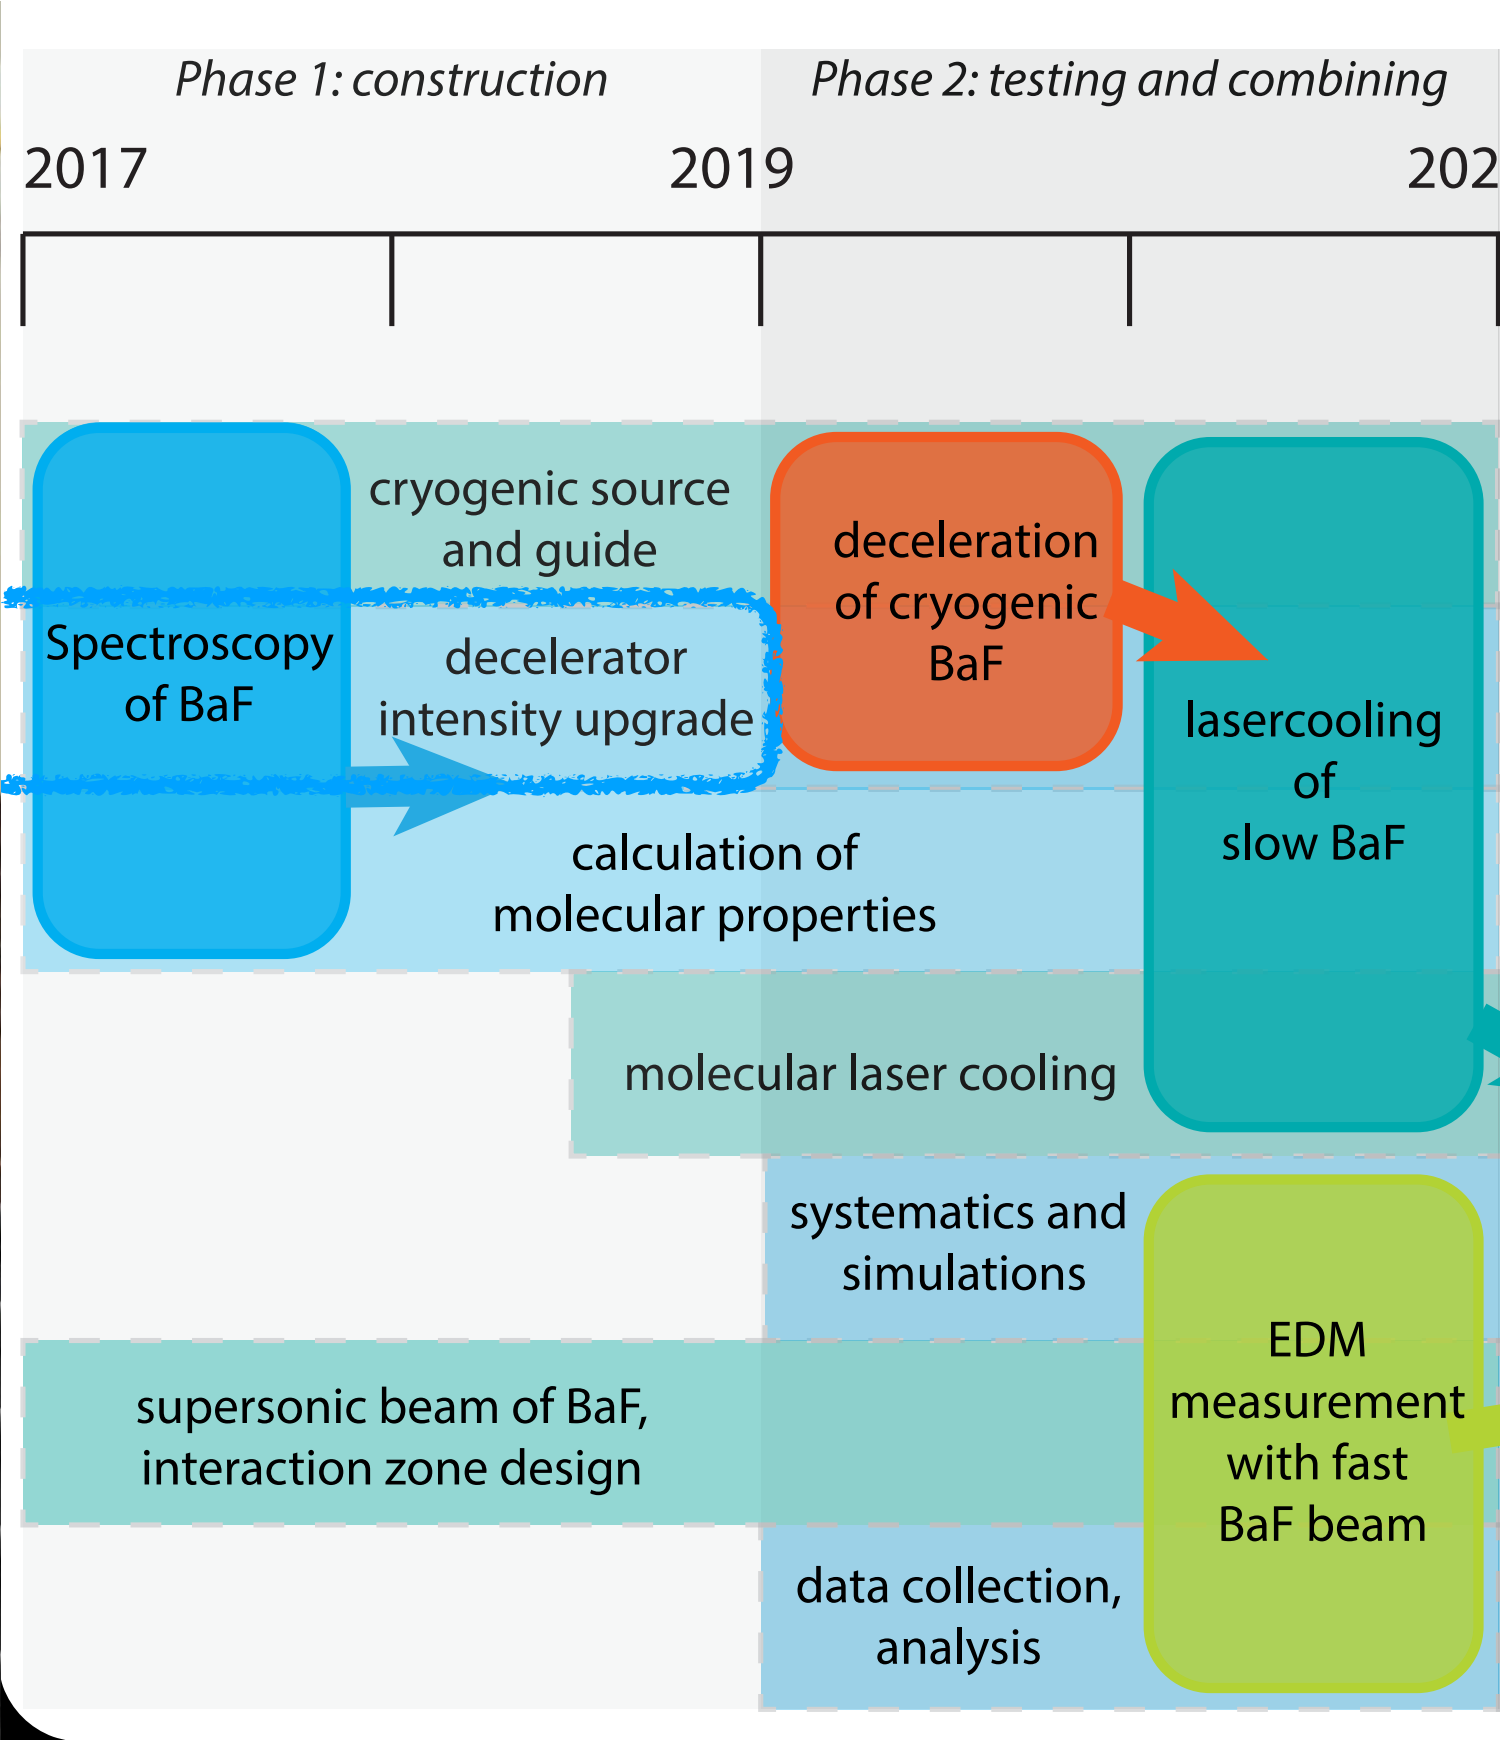 Phase 1: construction
Phase 2: testing and combining
2017
2019
202
cryogenic source
and guide
deceleration
of cryogenic
BaF
Spectroscopy
of BaF
decelerator
intensity upgrade
lasercooling
of
slow BaF
calculation of
molecular properties
molecular laser cooling
systematics and
simulations
EDM
measurement
with fast
BaF beam
supersonic beam of BaF,
interaction zone design
data collection,
analysis